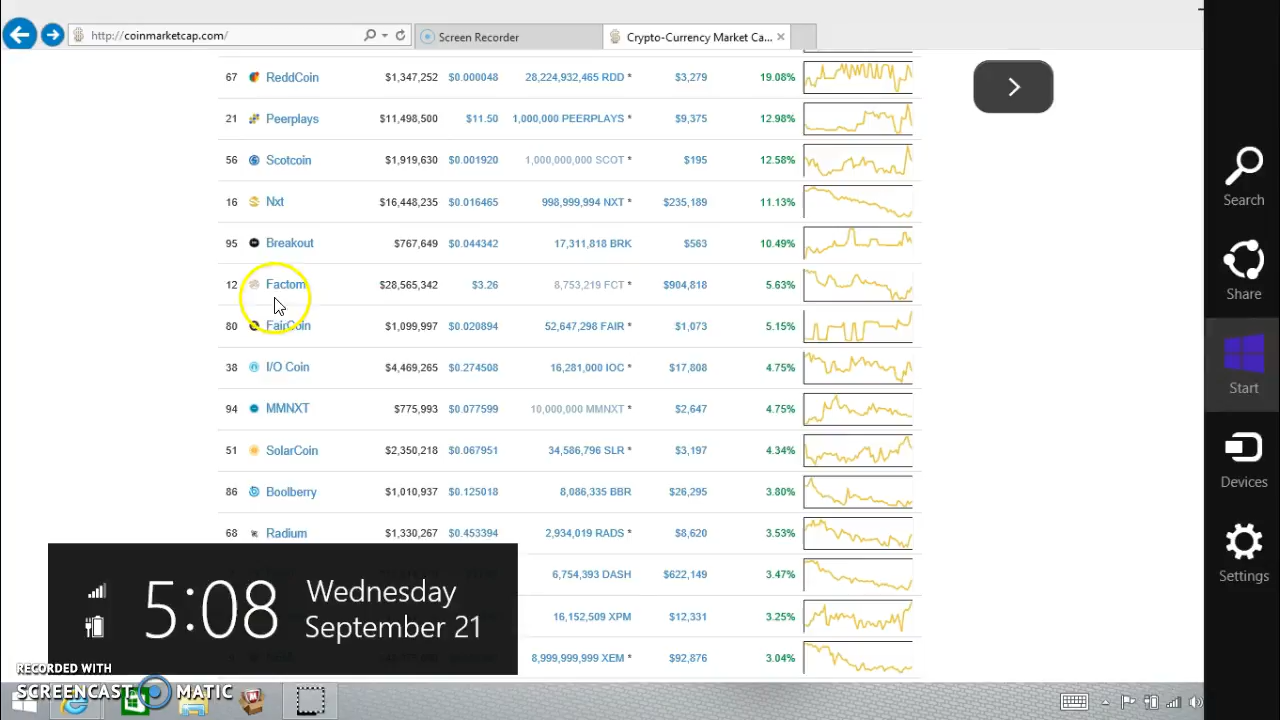 http://coinmarketcap.com/
Screen Recorder
Crypto-Currency Market Ca...
67 ReddCoin $1,347,252 $0.000048 28,224,932,465 RDD * $3,279 19.08%
21 Peerplays $11,498,500 $11.50 1,000,000 PEERPLAYS * $9,375 12.98%
56 Scotcoin $1,919,630 $0.001920 1,000,000,000 SCOT * $195 12.58%
16 Nxt $16,448,235 $0.016465 998,999,994 NXT * $235,189 11.13%
95 Breakout $767,649 $0.044342 17,311,818 BRK $563 10.49%
12 Factom $28,565,342 $3.26 8,753,219 FCT * $904,818 5.63%
80 FairCoin $1,099,997 $0.020894 52,647,298 FAIR * $1,073 5.15%
38 I/O Coin $4,469,265 $0.274508 16,281,000 IOC * $17,808 4.75%
94 MMNXT $775,993 $0.077599 10,000,000 MMNXT * $2,647 4.75%
51 SolarCoin $2,350,218 $0.067951 34,586,796 SLR * $3,197 4.34%
86 Boolberry $1,010,937 $0.125018 8,086,335 BBR $26,295 3.80%
68 Radium $1,330,267 $0.453394 2,934,019 RADS * $8,620 3.53%
6,754,393 DASH $622,149 3.47%
16,152,509 XPM $12,331 3.25%
8,999,999,999 XEM * $92,876 3.04%
5:08
Wednesday
September 21
RECORDED WITH
SCREENCAST MATIC
Search
Share
Start
Devices
Settings